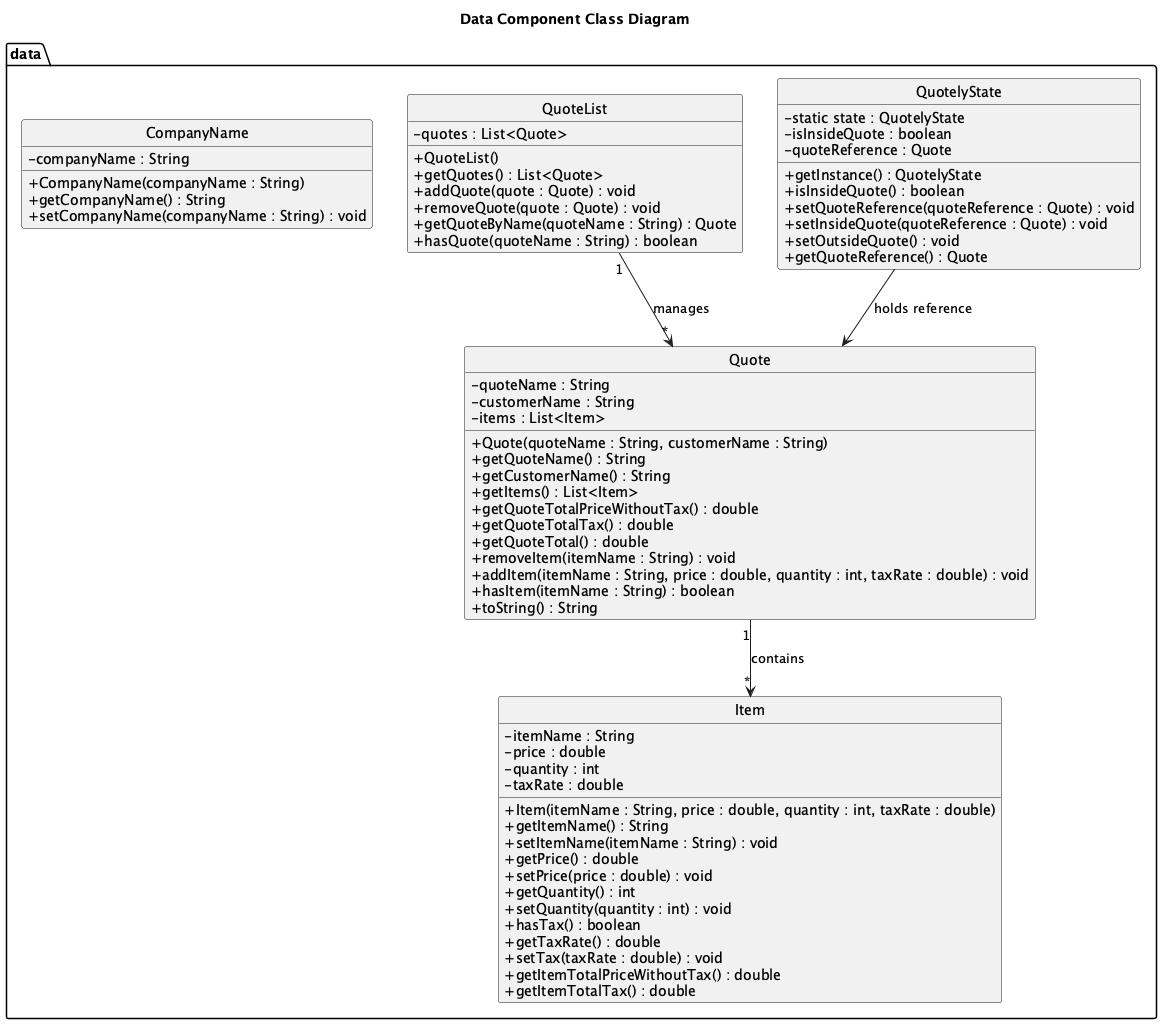 Data Component Class Diagram
data
CompanyName
-companyName : String
+CompanyName(companyName : String)
+getCompanyName() : String
+setCompanyName(companyName : String) : void
QuoteList
-quotes : List<Quote>
+QuoteList()
+getQuotes() : List<Quote>
+addQuote(quote : Quote) : void
+removeQuote(quote : Quote) : void
+getQuoteByName(quoteName : String) : Quote
+hasQuote(quoteName : String) : boolean
QuotelyState
-static state : QuotelyState
-isInsideQuote : boolean
-quoteReference : Quote
+getInstance() : QuotelyState
+isInsideQuote() : boolean
+setQuoteReference(quoteReference : Quote) : void
+setInsideQuote(quoteReference : Quote) : void
+setOutsideQuote() : void
+getQuoteReference() : Quote
1
manages
*
holds reference
Quote
-quoteName : String
-customerName : String
-items : List<Item>
+Quote(quoteName : String, customerName : String)
+getQuoteName() : String
+getCustomerName() : String
+getItems() : List<Item>
+getQuoteTotalPriceWithoutTax() : double
+getQuoteTotalTax() : double
+getQuoteTotal() : double
+removeItem(itemName : String) : void
+addItem(itemName : String, price : double, quantity : int, taxRate : double) : void
+hasItem(itemName : String) : boolean
+toString() : String
1
contains
*
Item
-itemName : String
-price : double
-quantity : int
-taxRate : double
+Item(itemName : String, price : double, quantity : int, taxRate : double)
+getItemName() : String
+setItemName(itemName : String) : void
+getPrice() : double
+setPrice(price : double) : void
+getQuantity() : int
+setQuantity(quantity : int) : void
+hasTax() : boolean
+getTaxRate() : double
+setTax(taxRate : double) : void
+getItemTotalPriceWithoutTax() : double
+getItemTotalTax() : double